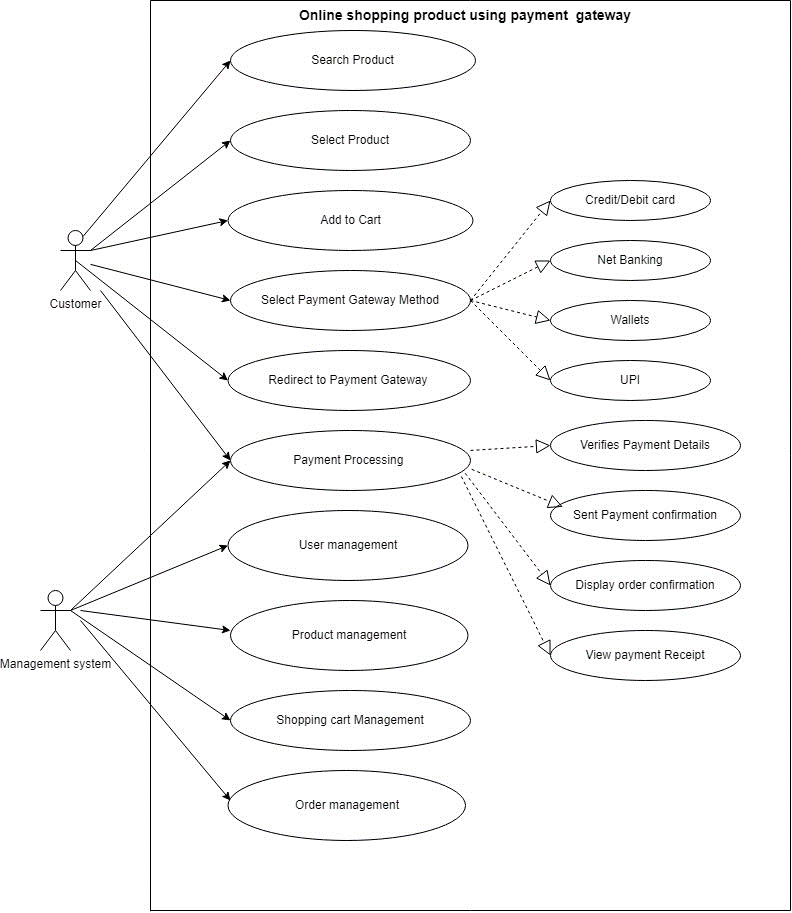 Online shopping product using payment  gateway
Search Product
Select Product
Add to Cart
Credit/Debit card
Net Banking
Customer
Select Payment Gateway Method
Wallets
Redirect to Payment Gateway
UPI
Payment Processing
Verifies Payment Details
Sent Payment confirmation
User management
Display order confirmation
Product management
View payment Receipt
Management system
Shopping cart Management
Order management